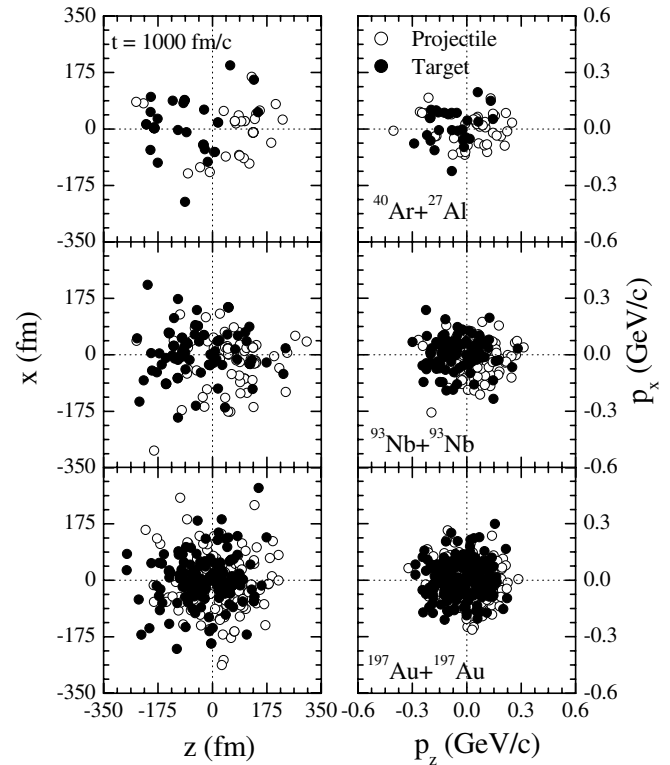 t = 1000 fm/c
Projectile
Target
350
175
0
-175
-350
0.6
0.3
0.0
-0.3
-0.6
⁴⁰Ar+²⁷Al
175
0
-175
-350
0.3
0.0
-0.3
-0.6
⁹³Nb+⁹³Nb
175
0
-175
-350
0.3
0.0
-0.3
-0.6
¹⁹⁷Au+¹⁹⁷Au
x (fm)
pₓ (GeV/c)
-350 -175 0 175 350
-0.6 -0.3 0.0 0.3 0.6
z (fm)
p_z (GeV/c)